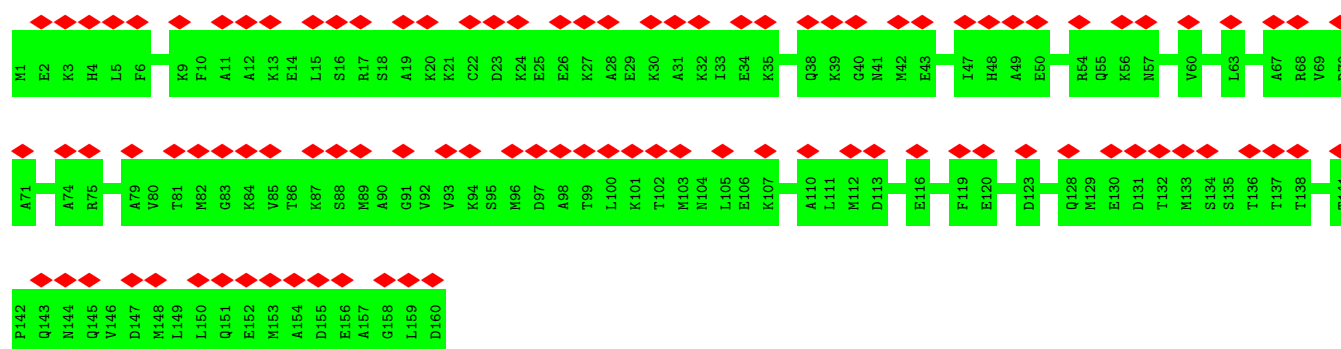 M1 E2 K3 H4 L5 F6 K9 F10 A11 A12 K13 E14 L15 S16 R17 S18 A19 K20 K21 C22 D23 K24 E25 E26 K27 A28 E29 K30 A31 K32 I33 E34 K35 Q38 K39 G40 N41 M42 E43 I47 H48 A49 E50 R54 Q55 K56 N57 V60 L63 A67 R68 V69
A71 A74 R75 A79 V80 T81 M82 G83 K84 V85 T86 K87 S88 M89 A90 G91 V92 V93 K94 S95 M96 D97 A98 T99 L100 K101 T102 M103 N104 L105 E106 K107 A110 L111 M112 D113 E116 F119 E120 D123 Q128 M129 E130 D131 T132 M133 S134 S135 T136 T137 T138
P142 Q143 N144 Q145 V146 D147 M148 L149 L150 Q151 E152 M153 A154 D155 E156 A157 G158 L159 D160